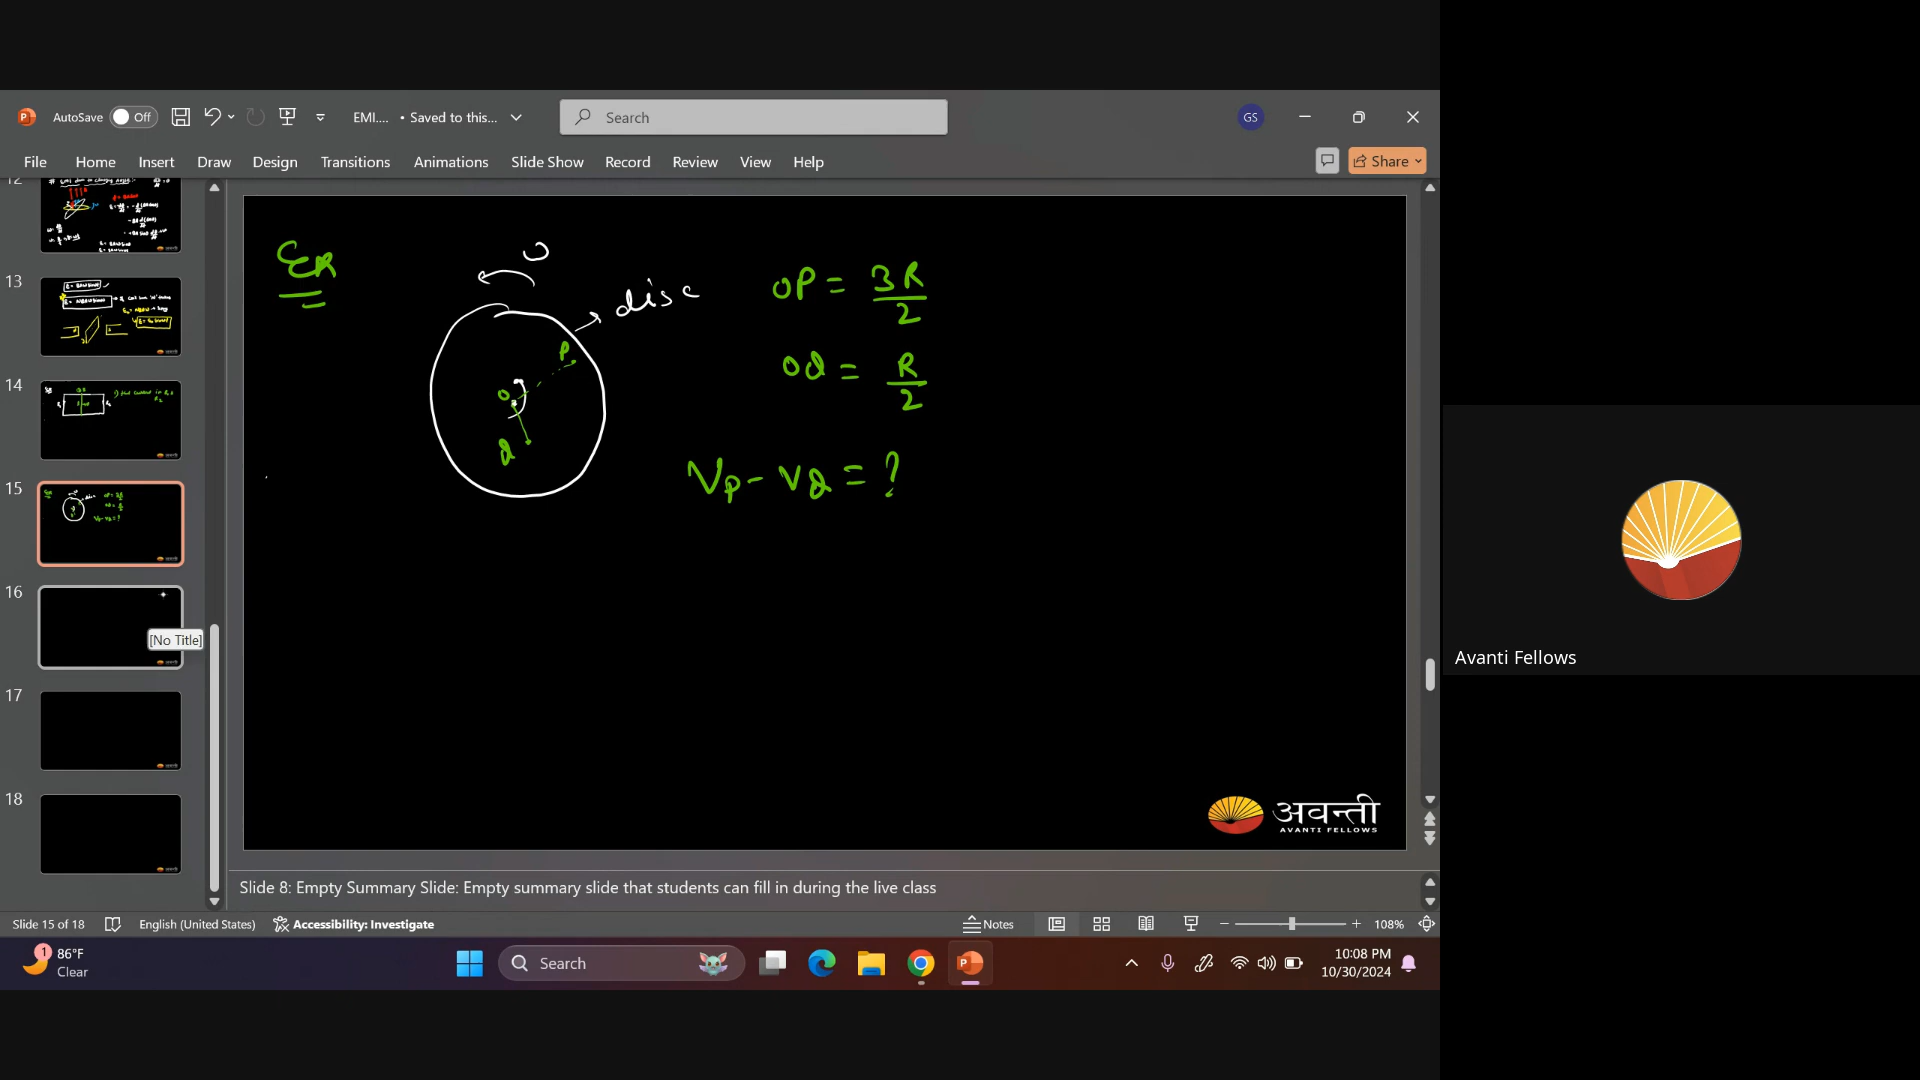 AutoSave Off EMI.... • Saved to this... Search GS
File Home Insert Draw Design Transitions Animations Slide Show Record Review View Help Share
12
13
14
15
16
[No Title]
17
18
Ex
ω
disc
OP = 3R/2
OQ = R/2
P
O
Q
VP - VQ = ?
अवन्ती
AVANTI FELLOWS
Avanti Fellows
Slide 8: Empty Summary Slide: Empty summary slide that students can fill in during the live class
Slide 15 of 18 English (United States) Accessibility: Investigate Notes 108%
1 86°F
Clear
Search
10:08 PM
10/30/2024